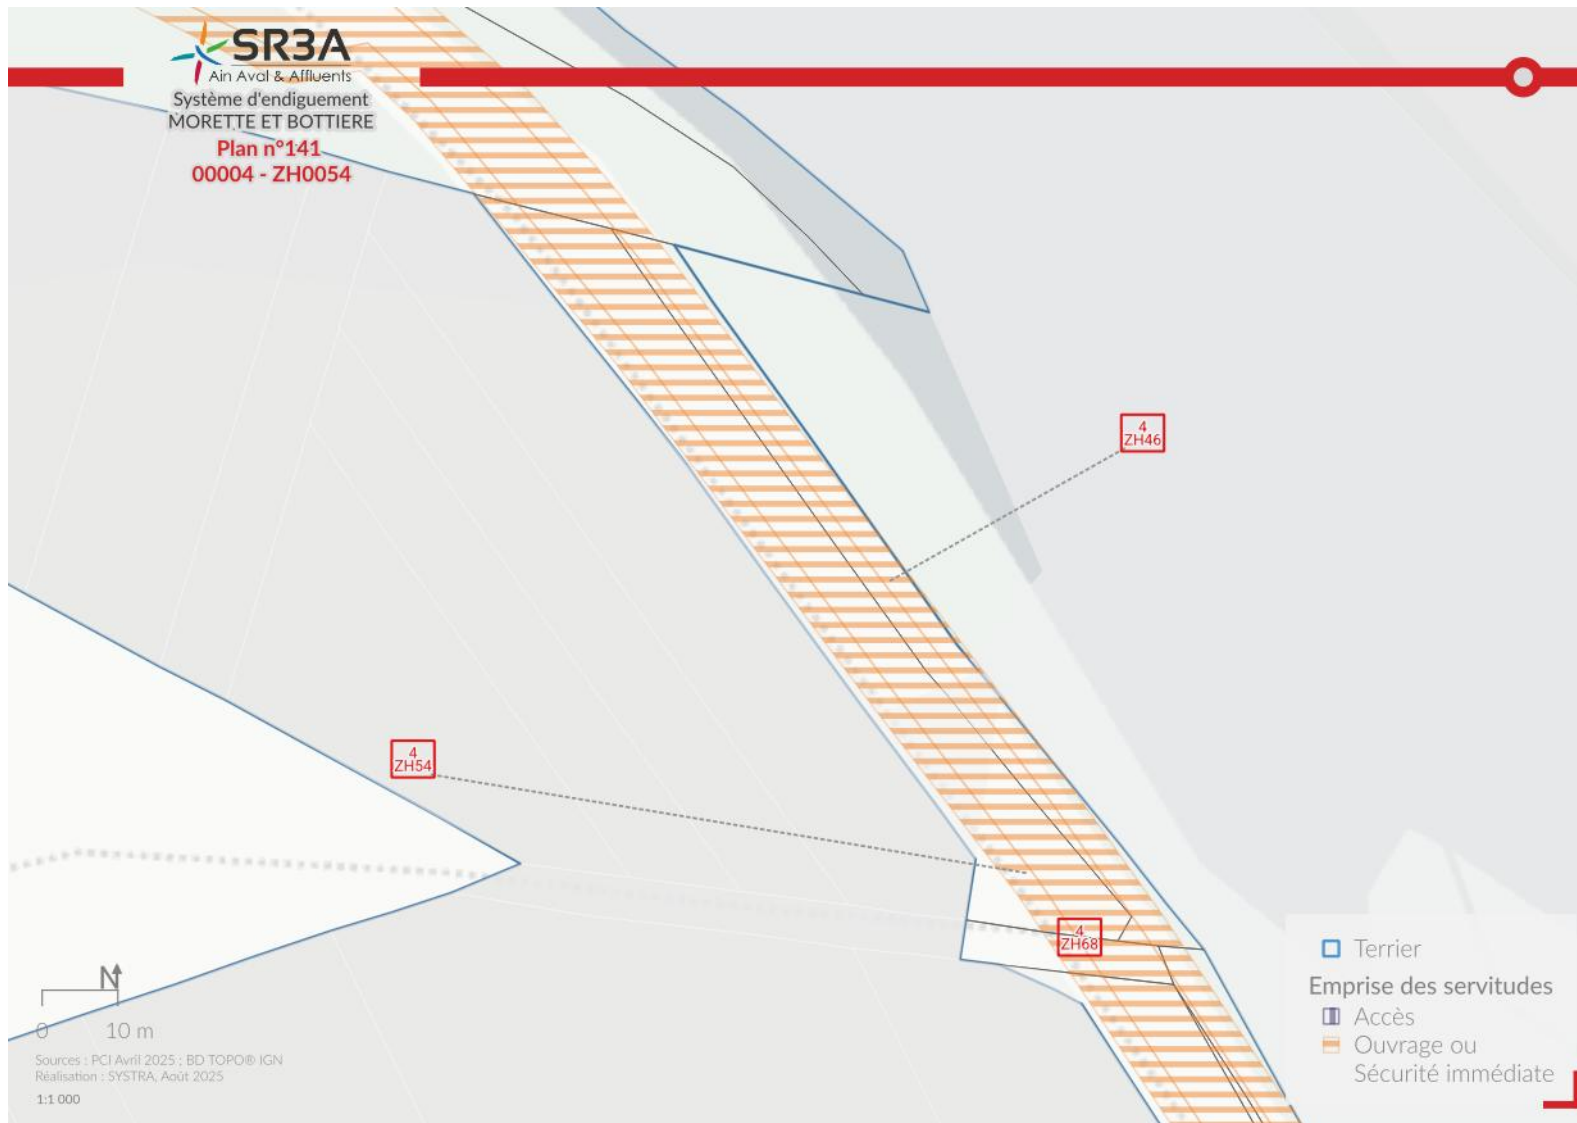 SR3A
Ain Aval & Affluents
Système d'endiguement
MORETTE ET BOTTIERE
Plan n°141
00004 - ZH0054
4
ZH46
4
ZH54
4
ZH68
N
0 10 m
Sources : PCI Avril 2025 ; BD TOPO® IGN
Réalisation : SYSTRA, Août 2025
1:1 000
Terrier
Emprise des servitudes
Accès
Ouvrage ou
Sécurité immédiate